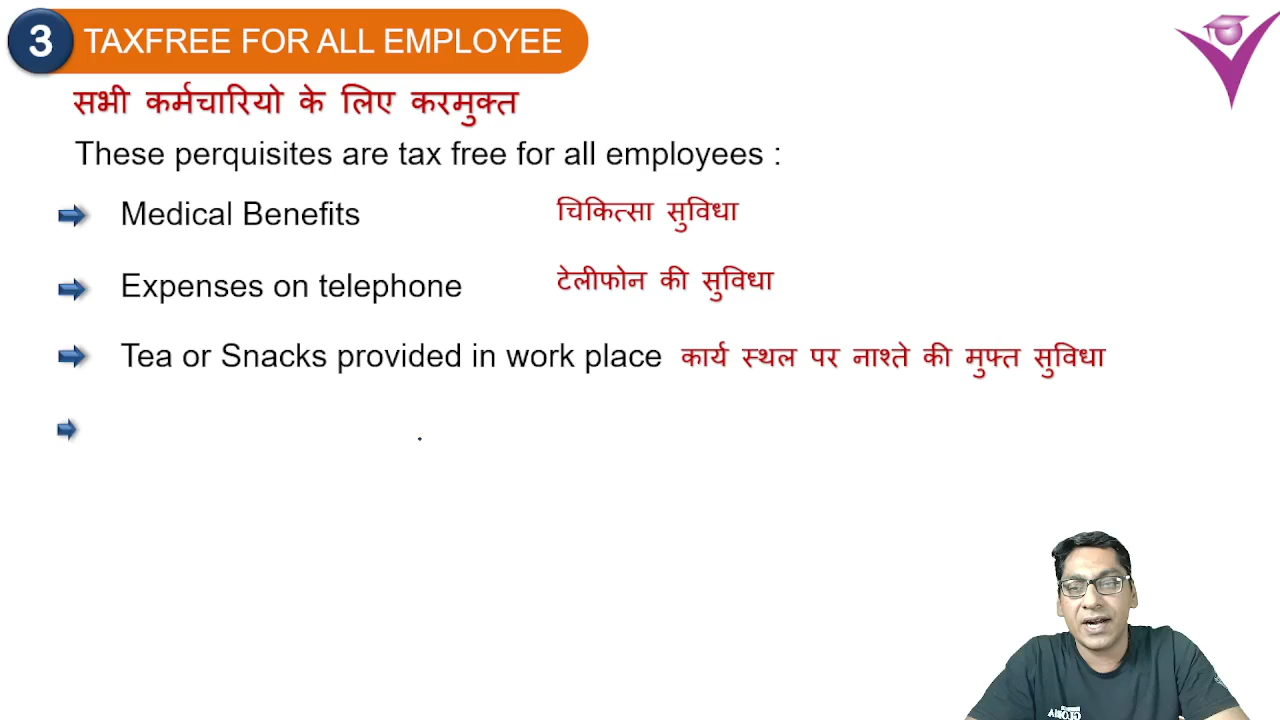 3 TAXFREE FOR ALL EMPLOYEE
सभी कर्मचारियो के लिए करमुक्त
These perquisites are tax free for all employees :
Medical Benefits चिकित्सा सुविधा
Expenses on telephone टेलीफोन की सुविधा
Tea or Snacks provided in work place कार्य स्थल पर नाश्ते की मुफ्त सुविधा